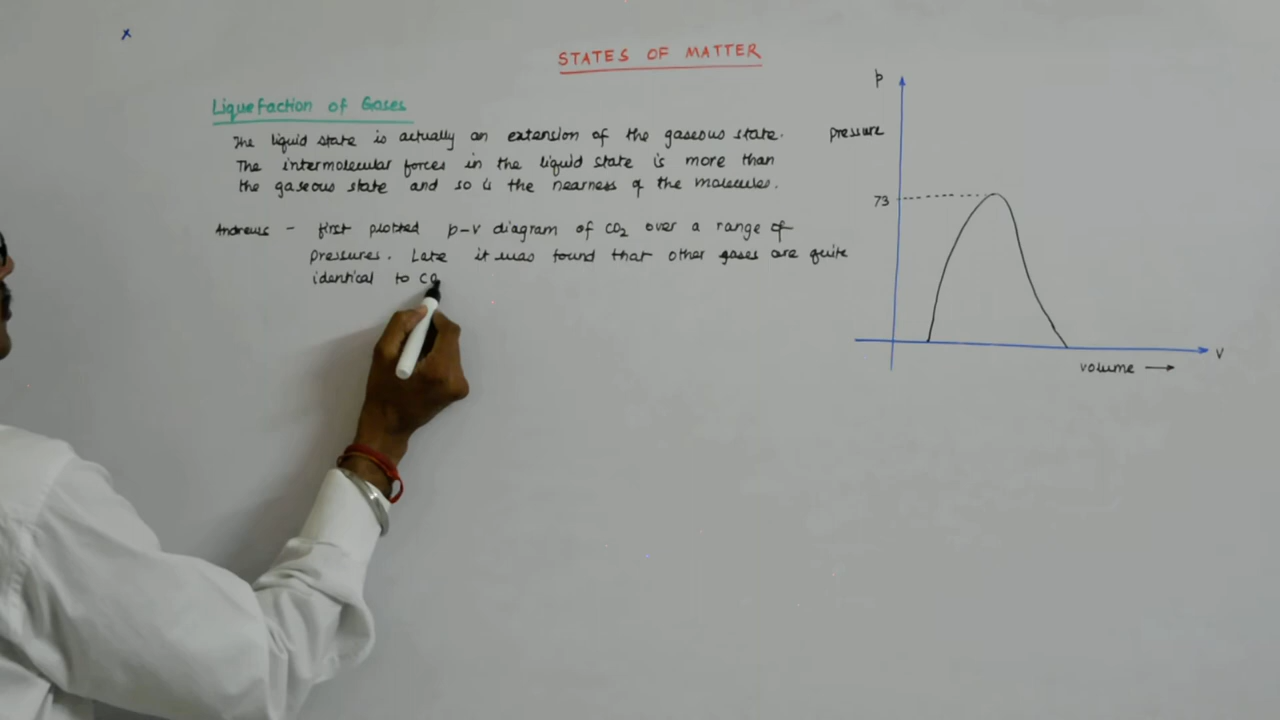 x
STATES OF MATTER
Liquefaction of Gases
The liquid state is actually an extension of the gaseous state.
The intermolecular forces in the liquid state is more than
the gaseous state and so is the nearness of the molecules.
Andrews - first plotted p-v diagram of CO2 over a range of
pressures. Late it was found that other gases are quite
identical to CO
p
pressure
73
v
volume →